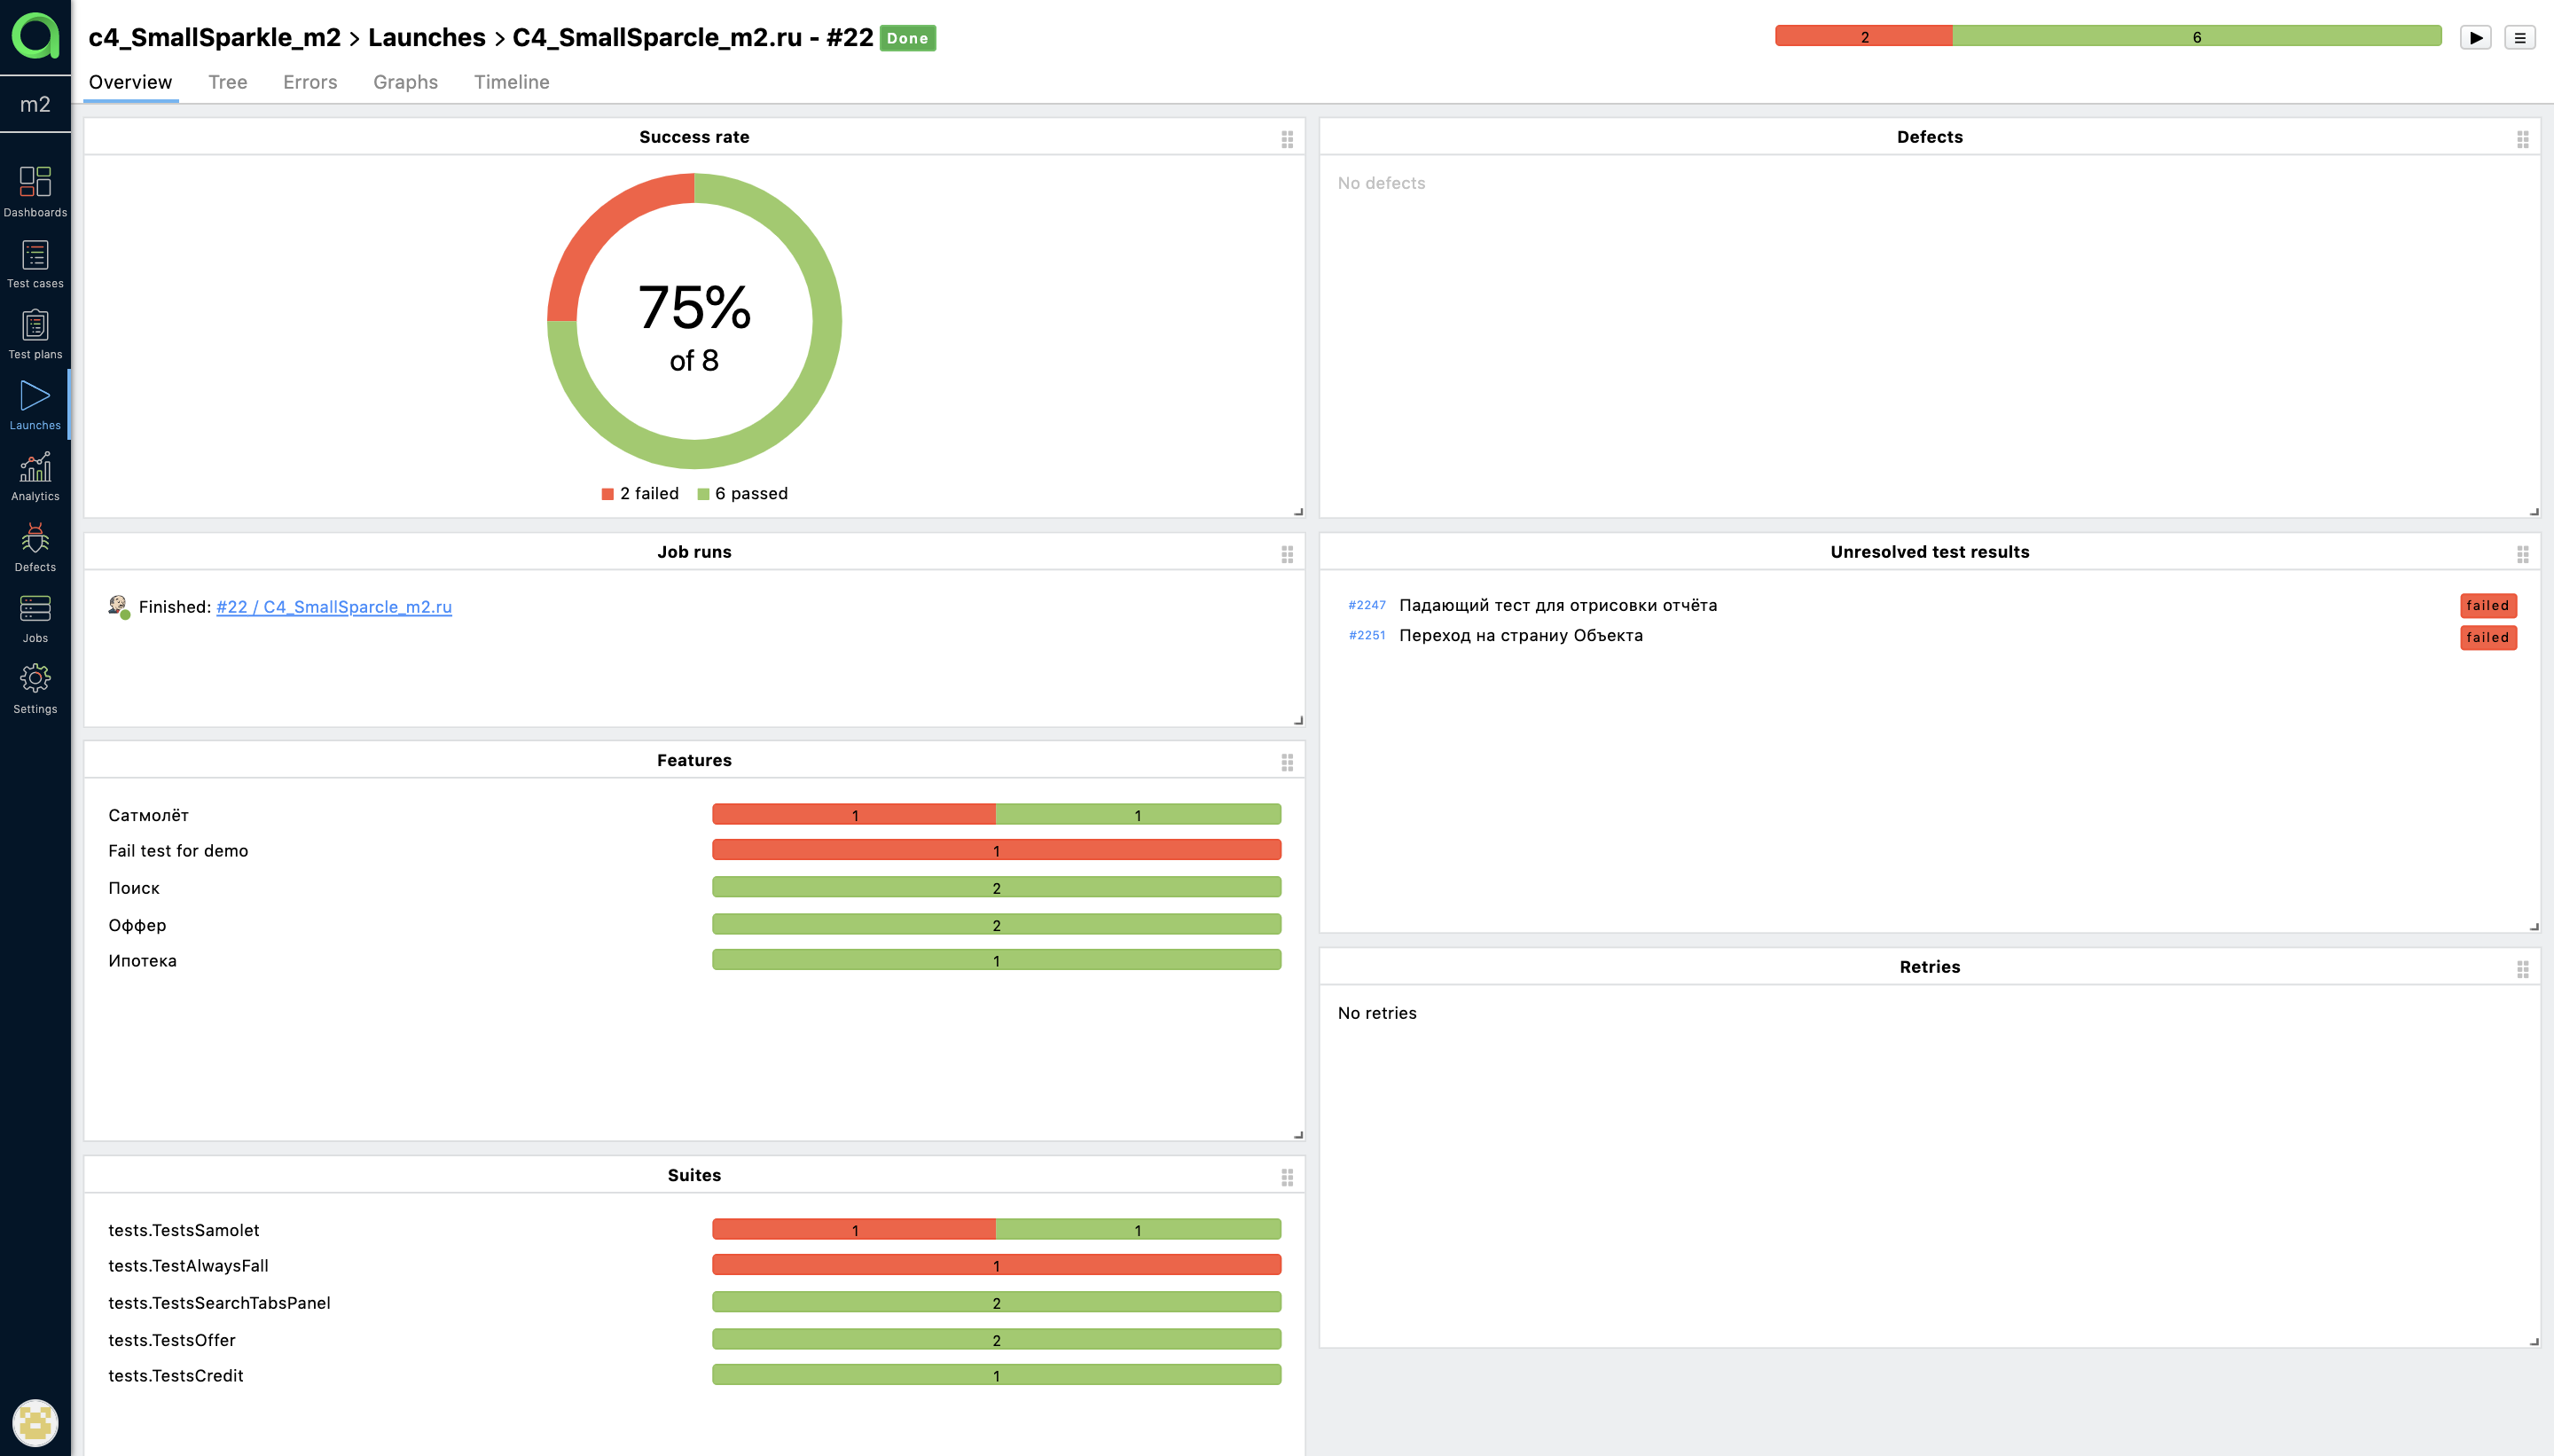 c4_SmallSparkle_m2 > Launches > C4_SmallSparcle_m2.ru - #22 Done
2 6
m2
Overview Tree Errors Graphs Timeline
Dashboards
Test cases
Test plans
Launches
Analytics
Defects
Jobs
Settings
Success rate
75%
of 8
2 failed 6 passed
Defects
No defects
Job runs
Finished: #22 / C4_SmallSparcle_m2.ru
Unresolved test results
#2247 Падающий тест для отрисовки отчёта failed
#2251 Переход на страниу Объекта failed
Features
Сатмолёт 1 1
Fail test for demo 1
Поиск 2
Оффер 2
Ипотека 1
Retries
No retries
Suites
tests.TestsSamolet 1 1
tests.TestAlwaysFall 1
tests.TestsSearchTabsPanel 2
tests.TestsOffer 2
tests.TestsCredit 1